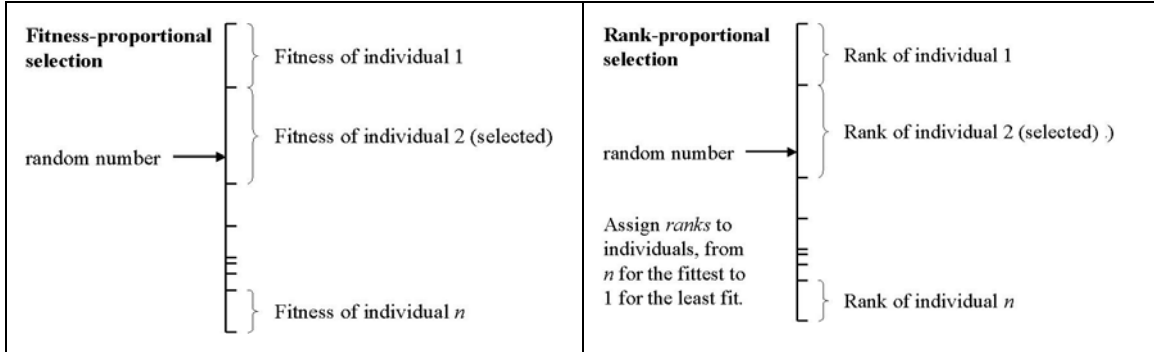 Fitness-proportional
selection
Fitness of individual 1
Fitness of individual 2 (selected)
random number
Fitness of individual n
Rank-proportional
selection
Rank of individual 1
Rank of individual 2 (selected) .)
random number
Assign ranks to
individuals, from
n for the fittest to
1 for the least fit.
Rank of individual n